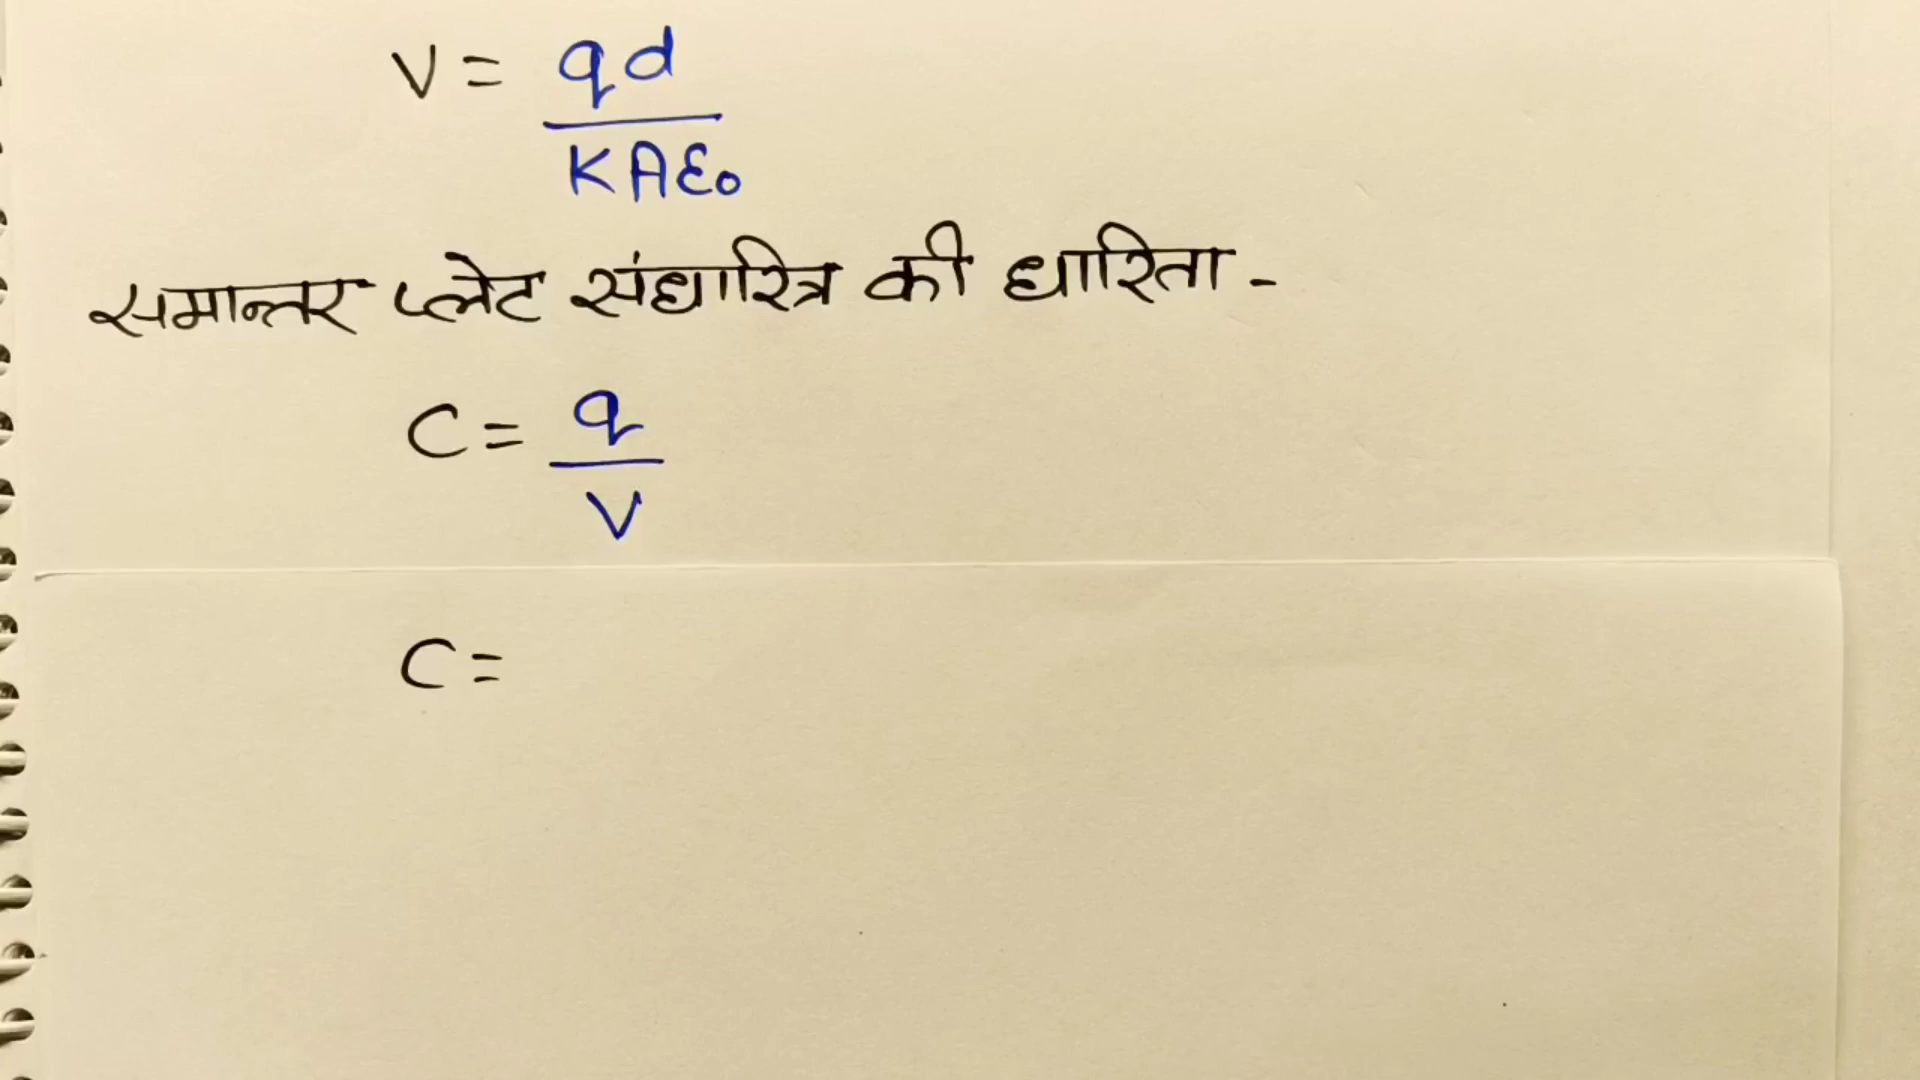 V = qd
KAε₀
समान्तर प्लेट संधारित्र की धारिता -
C = q
V
C =